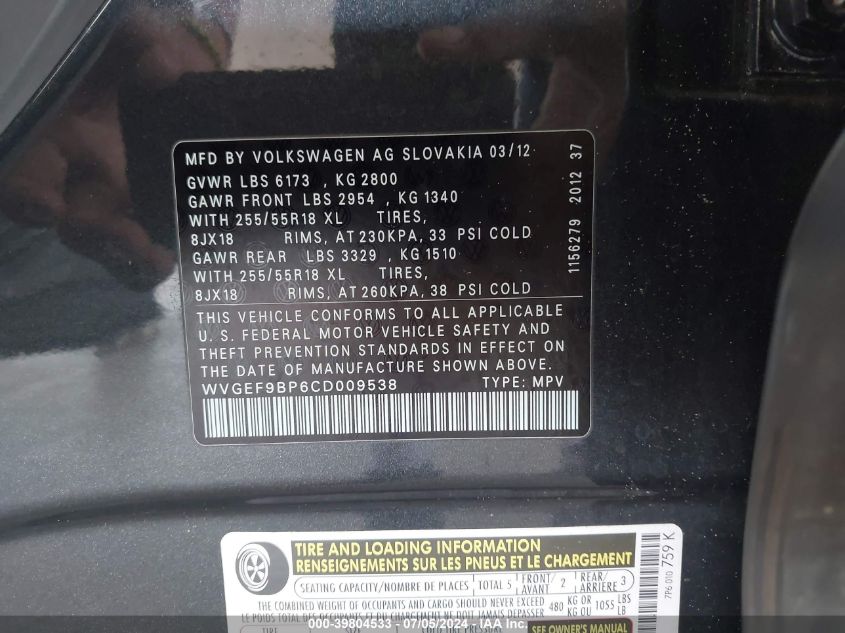 MFD BY VOLKSWAGEN AG SLOVAKIA 03/12
GVWR LBS 6173 , KG 2800
GAWR FRONT LBS 2954 , KG 1340
WITH 255/55R18 XL TIRES,
8JX18 RIMS, AT 230KPA, 33 PSI COLD
GAWR REAR LBS 3329 , KG 1510
WITH 255/55R18 XL TIRES,
8JX18 RIMS, AT 260KPA, 38 PSI COLD
1156279 2012 37
THIS VEHICLE CONFORMS TO ALL APPLICABLE
U. S. FEDERAL MOTOR VEHICLE SAFETY AND
THEFT PREVENTION STANDARDS IN EFFECT ON
THE DATE OF MANUFACTURE SHOWN ABOVE.
WVGEF9BP6CD009538 TYPE: MPV
TIRE AND LOADING INFORMATION
RENSEIGNEMENTS SUR LES PNEUS ET LE CHARGEMENT
SEATING CAPACITY/NOMBRE DE PLACES TOTAL 5 FRONT/AVANT 2 REAR/ARRIÈRE 3
THE COMBINED WEIGHT OF OCCUPANTS AND CARGO SHOULD NEVER EXCEED 480 KG OR 1055 LBS
KG OU LB
7P6 010 759 K
SEE OWNER'S MANUAL
000-39804533 - 07/05/2024 - IAA Inc.